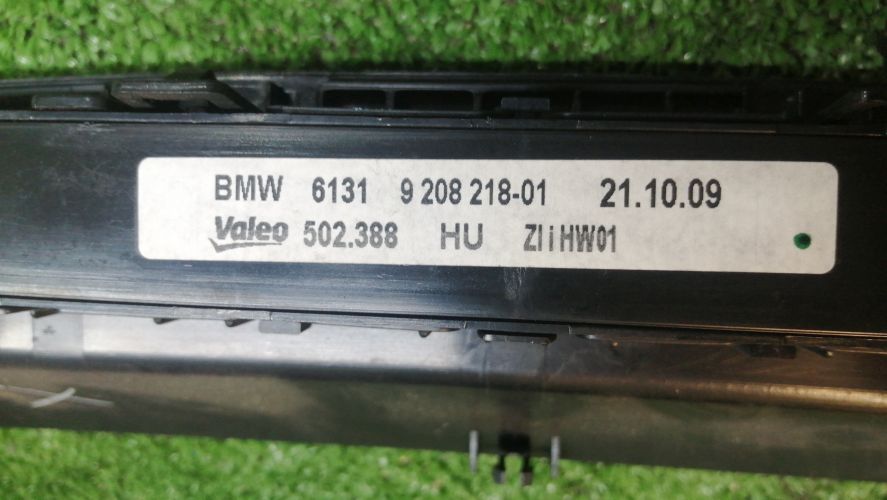 BMW 6131 9 208 218-01 21.10.09
Valeo 502.388 HU ZIiHW01